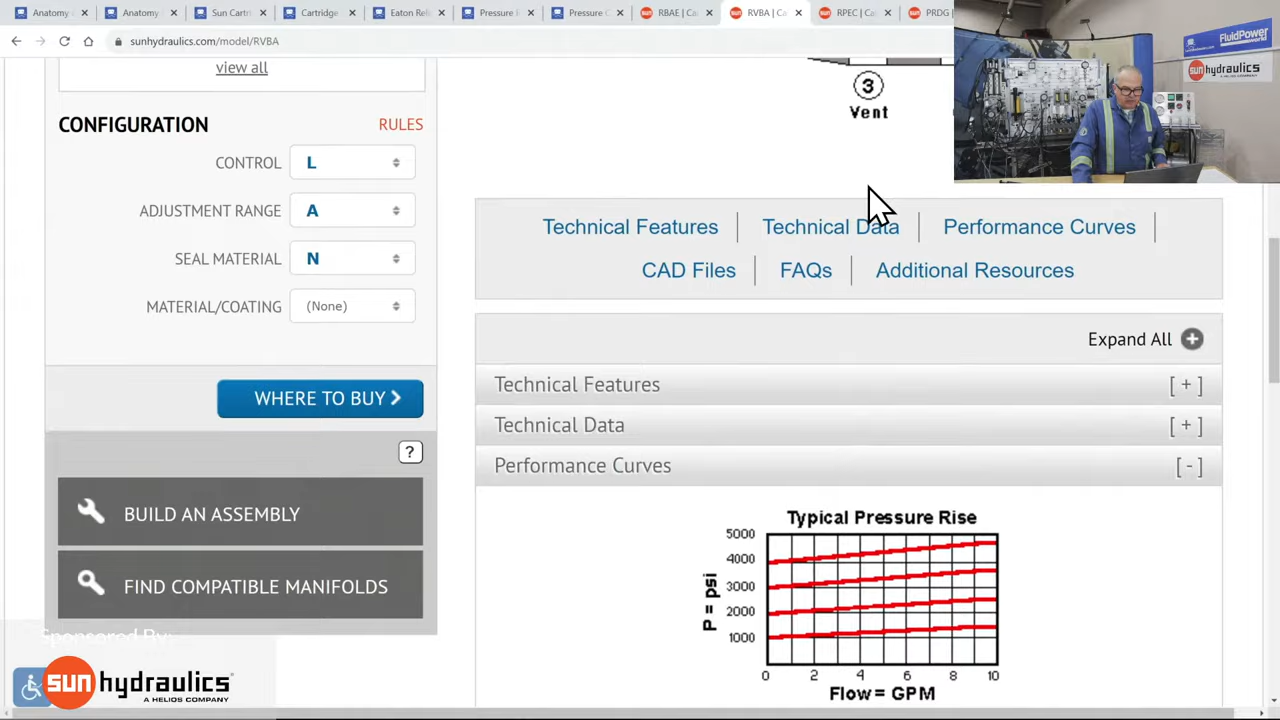 Anatomy
Anatomy
Sun Cartri
Cartridge
Eaton Rele
Pressure
Pressure C
RBAE | Ca
RVBA | Ca
RPEC | Ca
PRDG
sunhydraulics.com/model/RVBA
FluidPower
sunhydraulics
view all
3
Vent
CONFIGURATION RULES
CONTROL L
ADJUSTMENT RANGE A
SEAL MATERIAL N
MATERIAL/COATING (None)
WHERE TO BUY
?
BUILD AN ASSEMBLY
FIND COMPATIBLE MANIFOLDS
Technical Features | Technical Data | Performance Curves |
CAD Files | FAQs | Additional Resources
Expand All
Technical Features [ + ]
Technical Data [ + ]
Performance Curves [ - ]
Typical Pressure Rise
5000
4000
3000
2000
1000
P = psi
0 2 4 6 8 10
Flow = GPM
Sponsored By:
sun hydraulics®
A HELIOS COMPANY